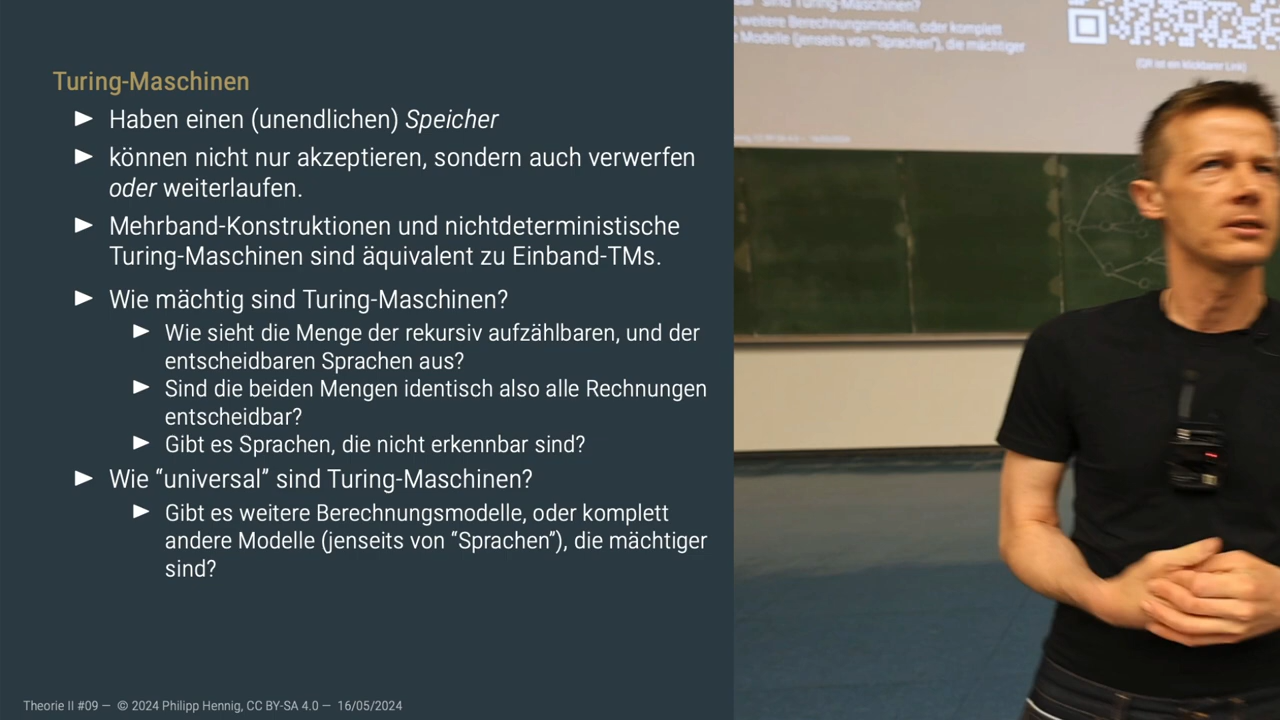 Turing-Maschinen
► Haben einen (unendlichen) Speicher
► können nicht nur akzeptieren, sondern auch verwerfen
oder weiterlaufen.
► Mehrband-Konstruktionen und nichtdeterministische
Turing-Maschinen sind äquivalent zu Einband-TMs.
► Wie mächtig sind Turing-Maschinen?
► Wie sieht die Menge der rekursiv aufzählbaren, und der
entscheidbaren Sprachen aus?
► Sind die beiden Mengen identisch also alle Rechnungen
entscheidbar?
► Gibt es Sprachen, die nicht erkennbar sind?
► Wie “universal” sind Turing-Maschinen?
► Gibt es weitere Berechnungsmodelle, oder komplett
andere Modelle (jenseits von “Sprachen”), die mächtiger
sind?
Theorie II #09 — © 2024 Philipp Hennig, CC BY-SA 4.0 — 16/05/2024
sind Turing-Maschinen?
weitere Berechnungsmodelle, oder komplett
Modelle (jenseits von “Sprachen”), die mächtiger
(QR ist ein klickbarer Link)